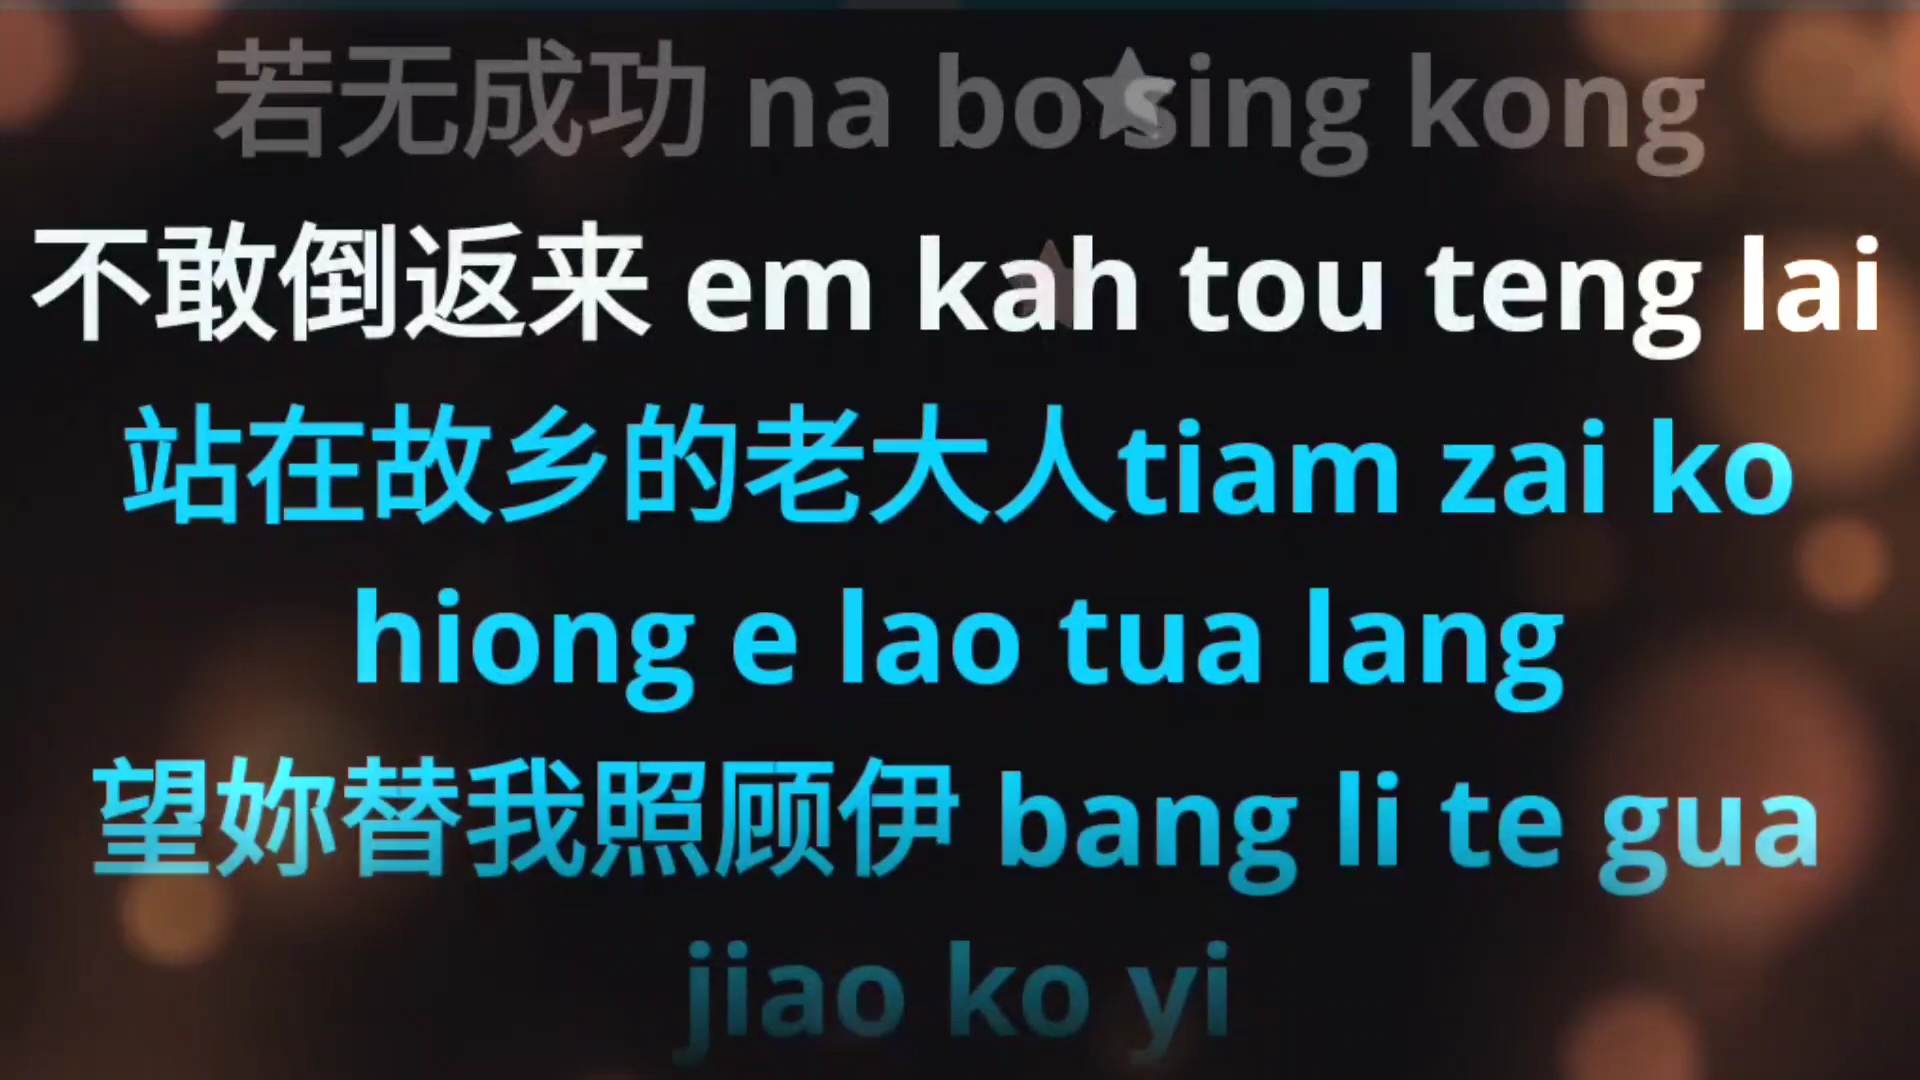 若无成功 na bo sing kong
不敢倒返来 em kah tou teng lai
站在故乡的老大人tiam zai ko
hiong e lao tua lang
望妳替我照顾伊 bang li te gua
jiao ko yi